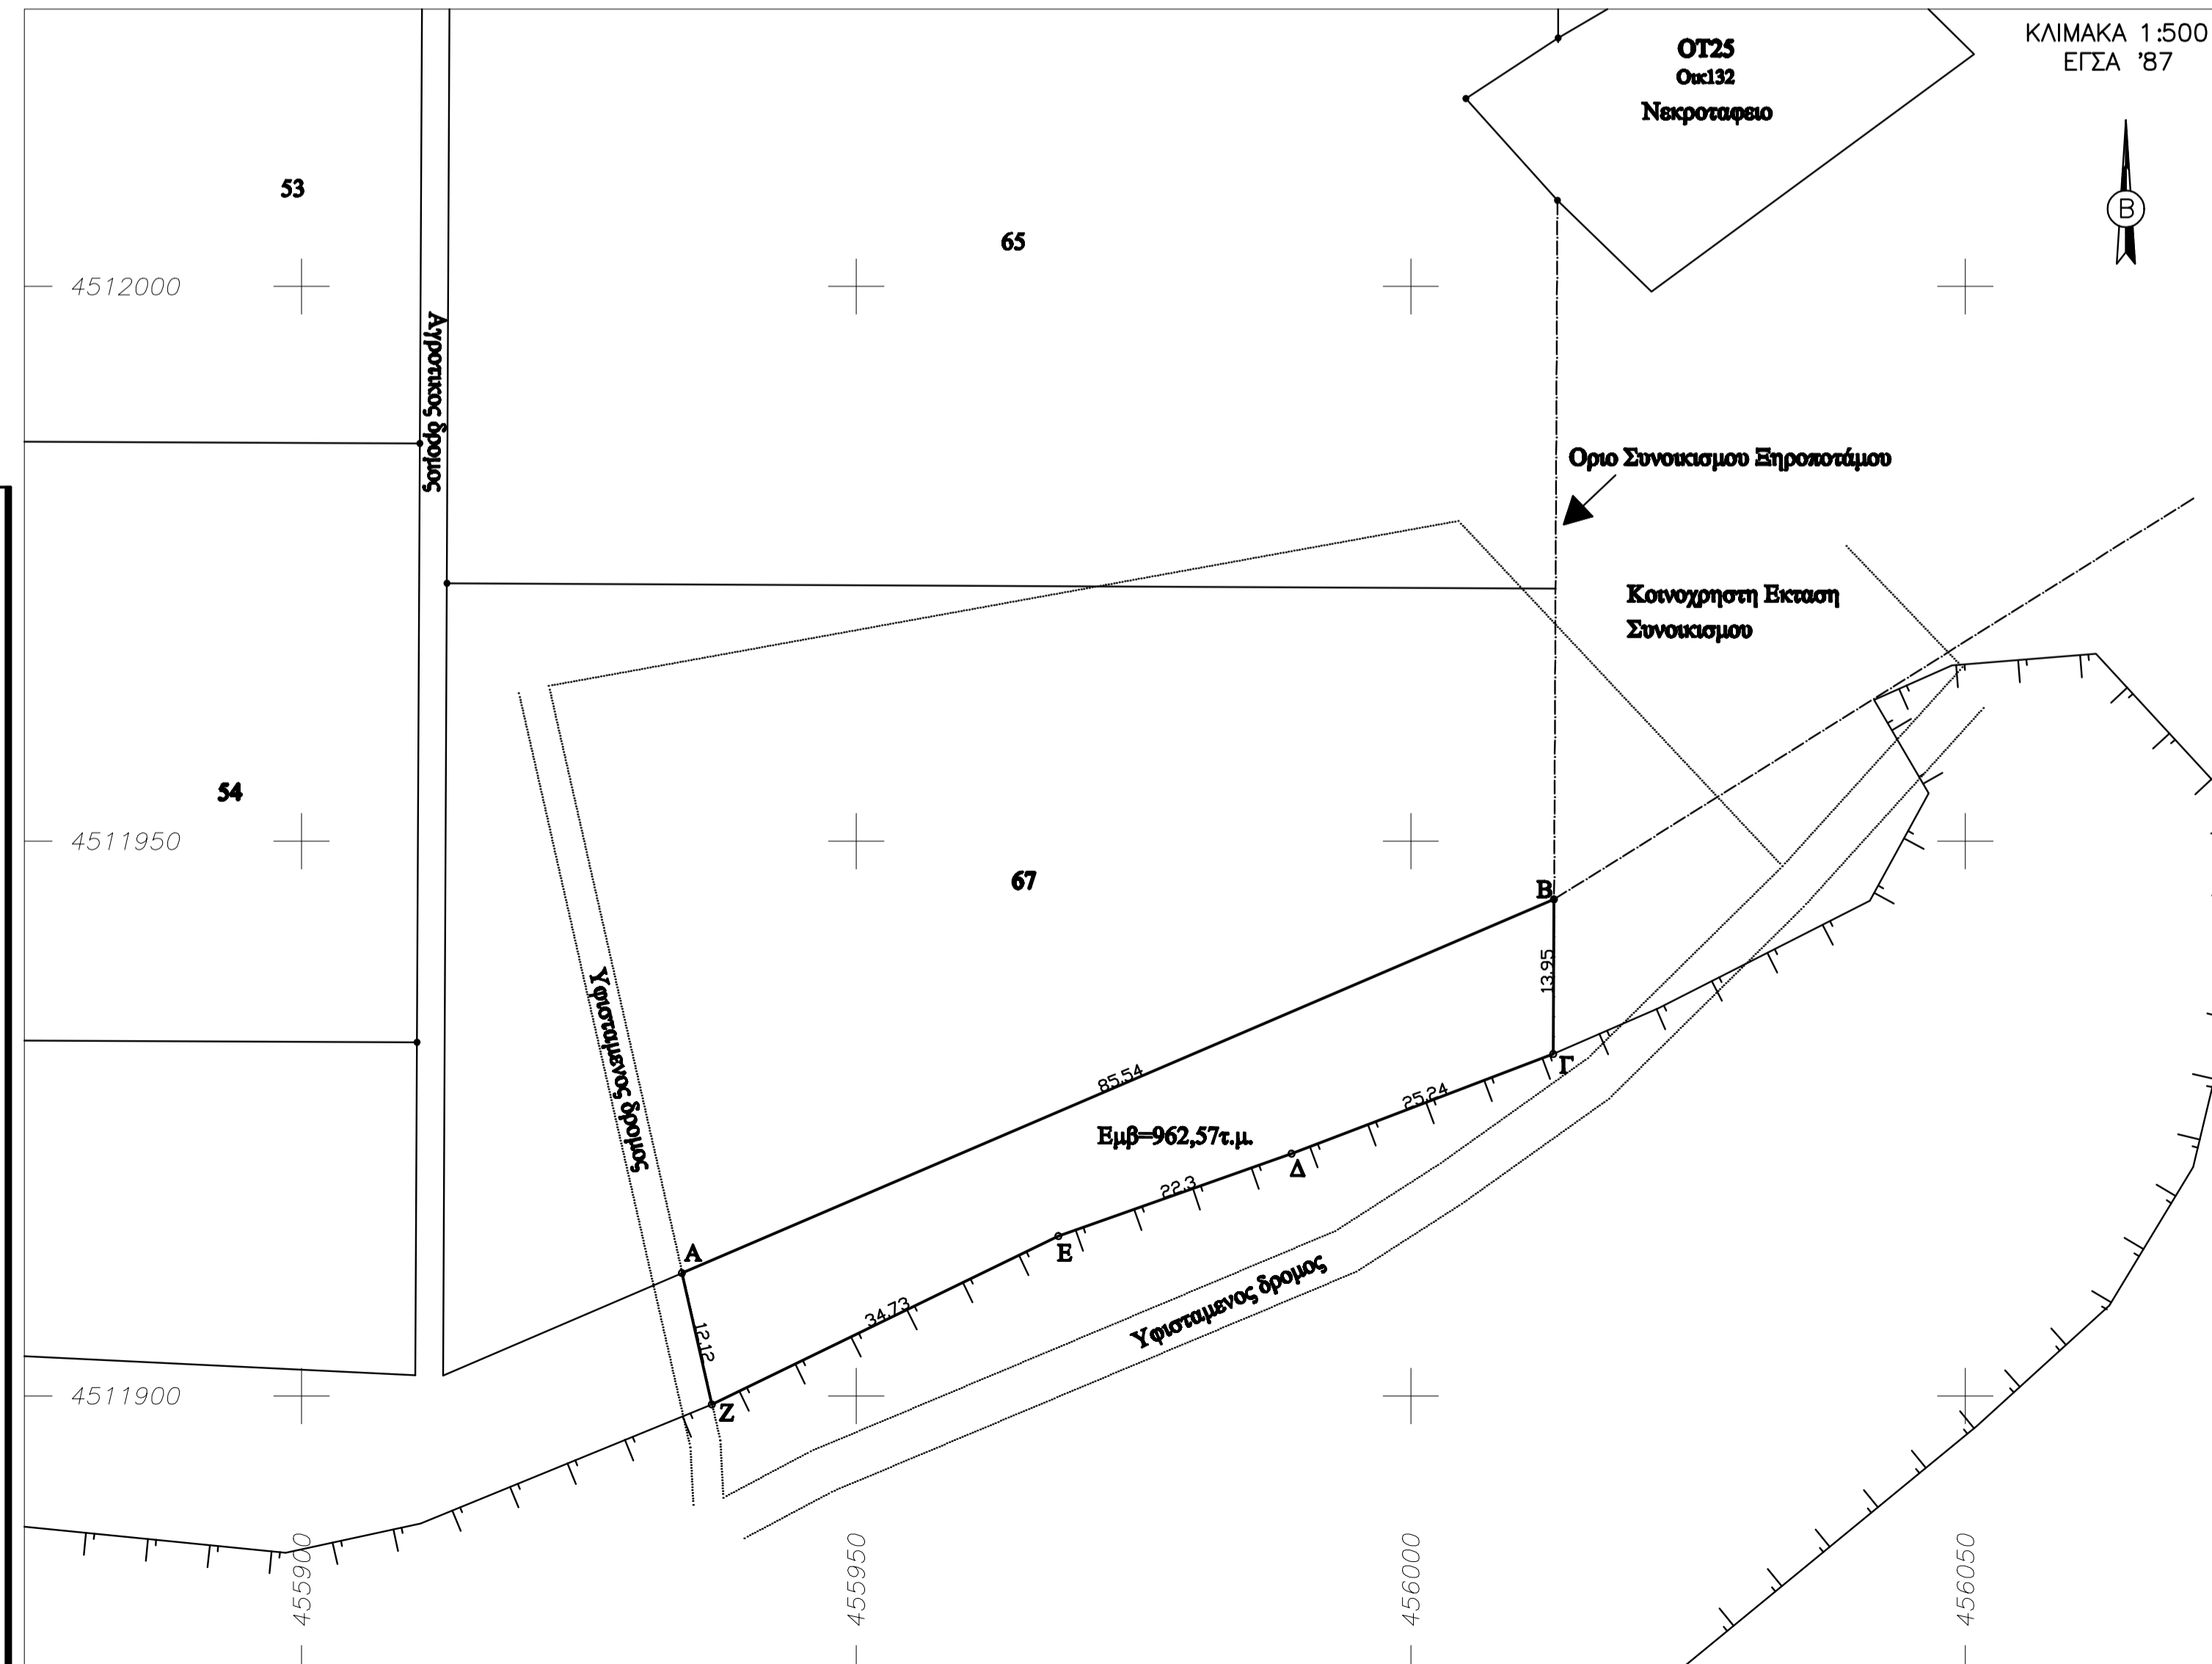 ΚΛΙΜΑΚΑ 1:500
ΕΓΣΑ '87
ΟΤ25
Οικ132
Νεκροταφειο
Β
53
65
4512000
Αγροτικος δρομος
Οριο Συνοικισμου Ξηροποτάμου
Κοινοχρηστη Εκταση
Συνοικισμου
54
4511950
67
Β
13.95
Υφισταμενος δρομος
85.54
Γ
25.24
Εμβ=962,57τ.μ.
Δ
22.3
Α
Ε
34.73
12.12
Υφισταμενος δρομος
4511900
Ζ
455900
455950
456000
456050